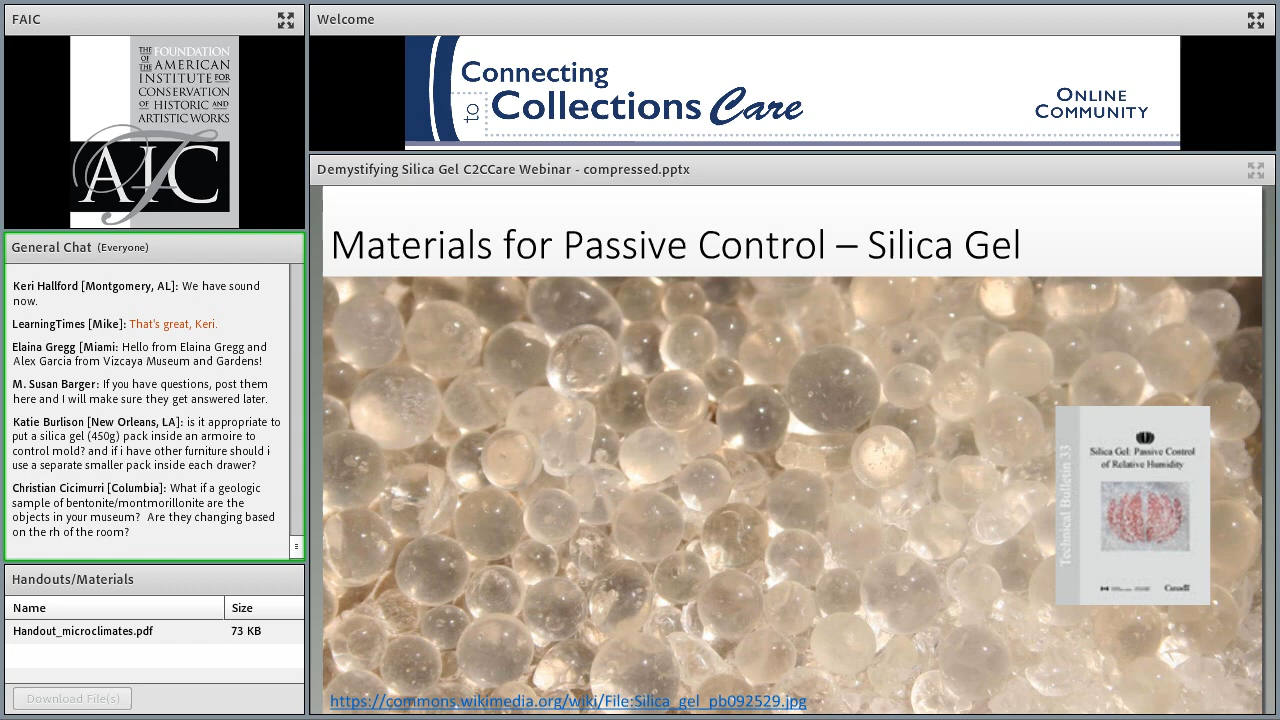 FAIC
THE FOUNDATION
OF THE AMERICAN
INSTITUTE FOR
CONSERVATION
OF HISTORIC AND
ARTISTIC WORKS
AIC
General Chat (Everyone)
Keri Hallford [Montgomery, AL]: We have sound
now.
LearningTimes [Mike]: That's great, Keri.
Elaina Gregg [Miami: Hello from Elaina Gregg and
Alex Garcia from Vizcaya Museum and Gardens!
M. Susan Barger: If you have questions, post them
here and I will make sure they get answered later.
Katie Burlison [New Orleans, LA]: is it appropriate to
put a silica gel (450g) pack inside an armoire to
control mold? and if i have other furniture should i
use a separate smaller pack inside each drawer?
Christian Cicimurri [Columbia]: What if a geologic
sample of bentonite/montmorillonite are the
objects in your museum?  Are they changing based
on the rh of the room?
Handouts/Materials
Name Size
Handout_microclimates.pdf 73 KB
Download File(s)
Welcome
Connecting
to Collections Care
ONLINE
COMMUNITY
Demystifying Silica Gel C2CCare Webinar - compressed.pptx
Materials for Passive Control – Silica Gel
Technical Bulletin 33
Silica Gel: Passive Control
of Relative Humidity
Canada
https://commons.wikimedia.org/wiki/File:Silica_gel_pb092529.jpg